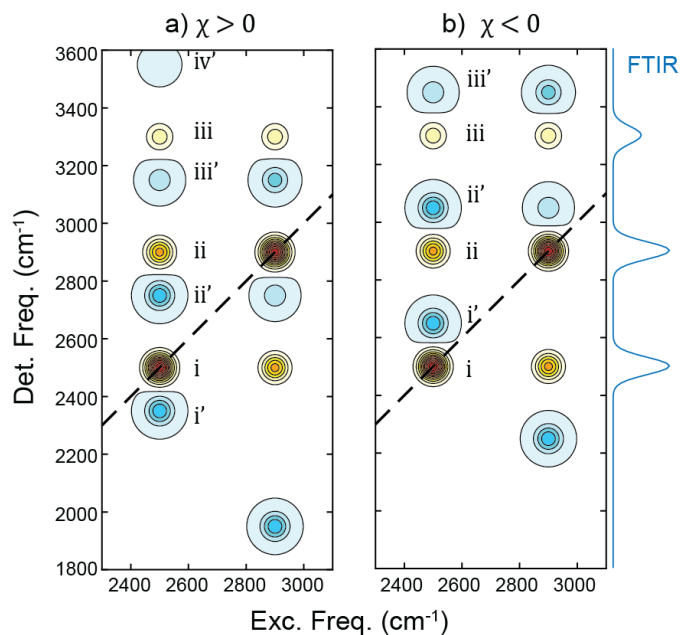 a) χ > 0
b) χ < 0
FTIR
Det. Freq. (cm⁻¹)
3600
3400
3200
3000
2800
2600
2400
2200
2000
1800
iv'
iii
iii'
ii
ii'
i
i'
iii'
iii
ii'
ii
i'
i
2400
2600
2800
3000
2400
2600
2800
3000
Exc. Freq. (cm⁻¹)